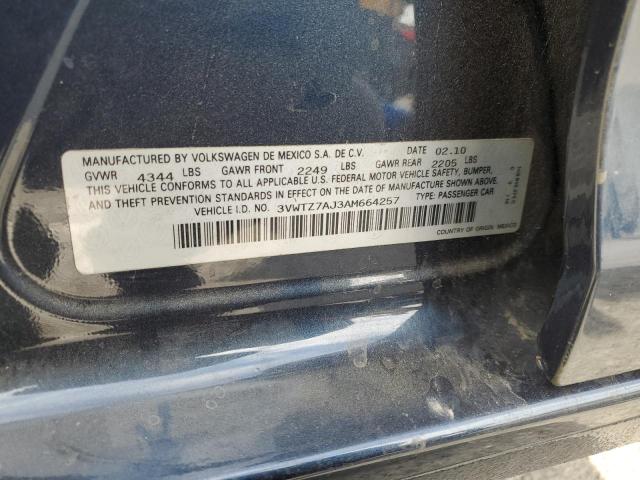 MANUFACTURED BY VOLKSWAGEN DE MEXICO S.A. DE C.V. DATE 02.10
GVWR 4344 LBS GAWR FRONT 2249 LBS GAWR REAR 2205 LBS
THIS VEHICLE CONFORMS TO ALL APPLICABLE U.S. FEDERAL MOTOR VEHICLE SAFETY, BUMPER,
AND THEFT PREVENTION STANDARDS IN EFFECT ON THE DATE OF MANUFACTURE SHOWN ABOVE.
VEHICLE I.D. NO. 3VWTZ7AJ3AM664257 TYPE: PASSENGER CAR
COUNTRY OF ORIGIN: MEXICO